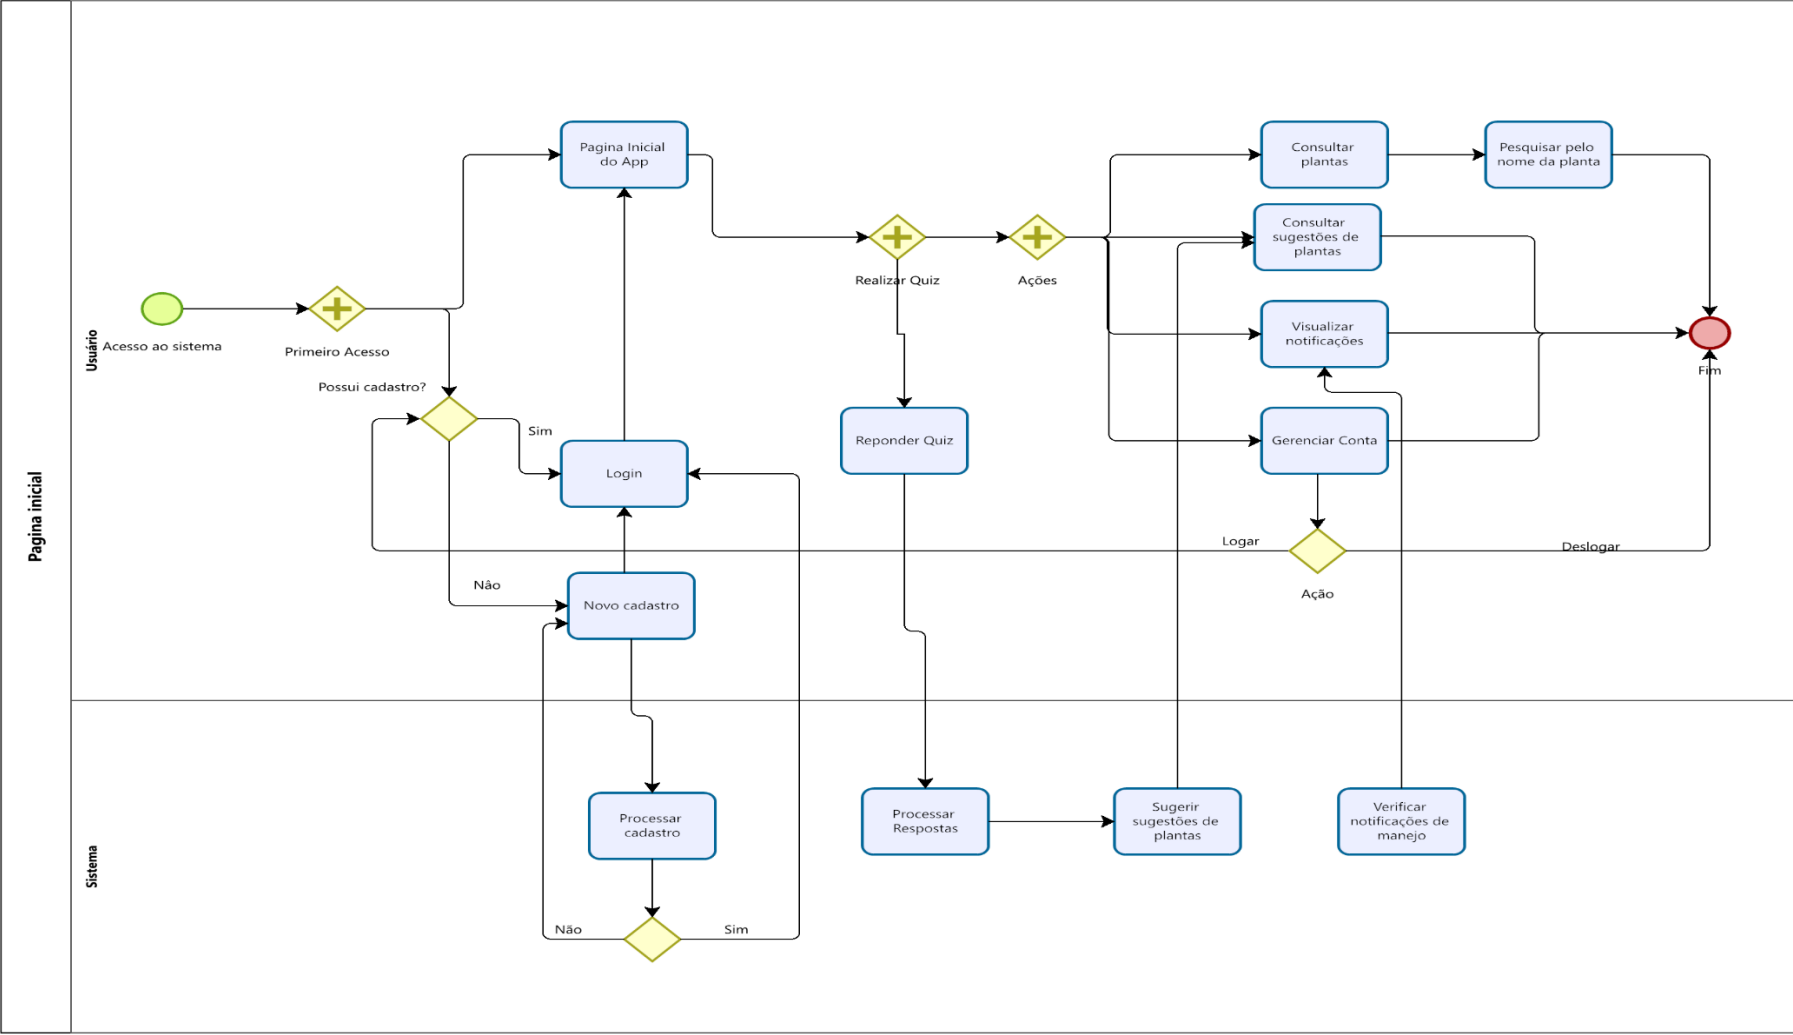 Pagina inicial
Usuário
Acesso ao sistema
Primeiro Acesso
Possui cadastro?
Sim
Nâo
Pagina Inicial
do App
Login
Novo cadastro
Realizar Quiz
Ações
Reponder Quiz
Consultar
plantas
Pesquisar pelo
nome da planta
Consultar
sugestões de
plantas
Visualizar
notificações
Gerenciar Conta
Fim
Logar
Deslogar
Ação
Sistema
Processar
cadastro
Não
Sim
Processar
Respostas
Sugerir
sugestões de
plantas
Verificar
notificações de
manejo